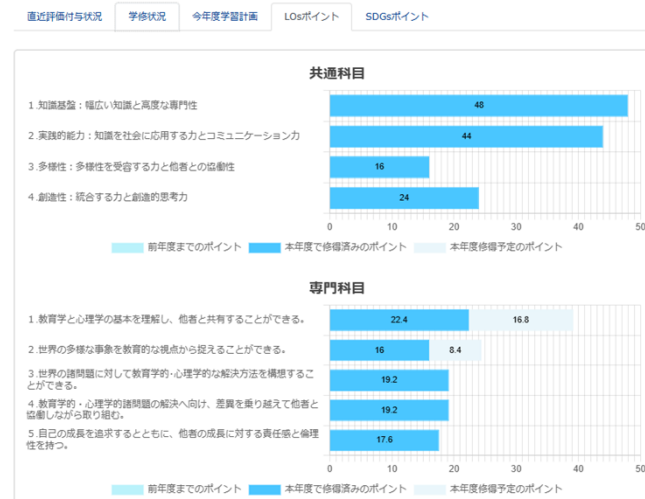 直近評価付与状況 学修状況 今年度学習計画 LOsポイント SDGsポイント
共通科目
1.知識基盤：幅広い知識と高度な専門性 48
2.実践的能力：知識を社会に応用する力とコミュニケーション力 44
3.多様性：多様性を受容する力と他者との協働性 16
4.創造性：統合する力と創造的思考力 24
0 10 20 30 40 50
前年度までのポイント 本年度で修得済みのポイント 本年度修得予定のポイント
専門科目
1.教育学と心理学の基本を理解し、他者と共有することができる。 22.4 16.8
2.世界の多様な事象を教育的な視点から捉えることができる。 16 8.4
3.世界の諸問題に対して教育学的・心理学的な解決方法を構想するこ
とができる。 19.2
4.教育学的・心理学的諸問題の解決へ向け、差異を乗り越えて他者と
協働しながら取り組む。 19.2
5.自己の成長を追求するとともに、他者の成長に対する責任感と倫理
性を持つ。 17.6
0 10 20 30 40 50
前年度までのポイント 本年度で修得済みのポイント 本年度修得予定のポイント